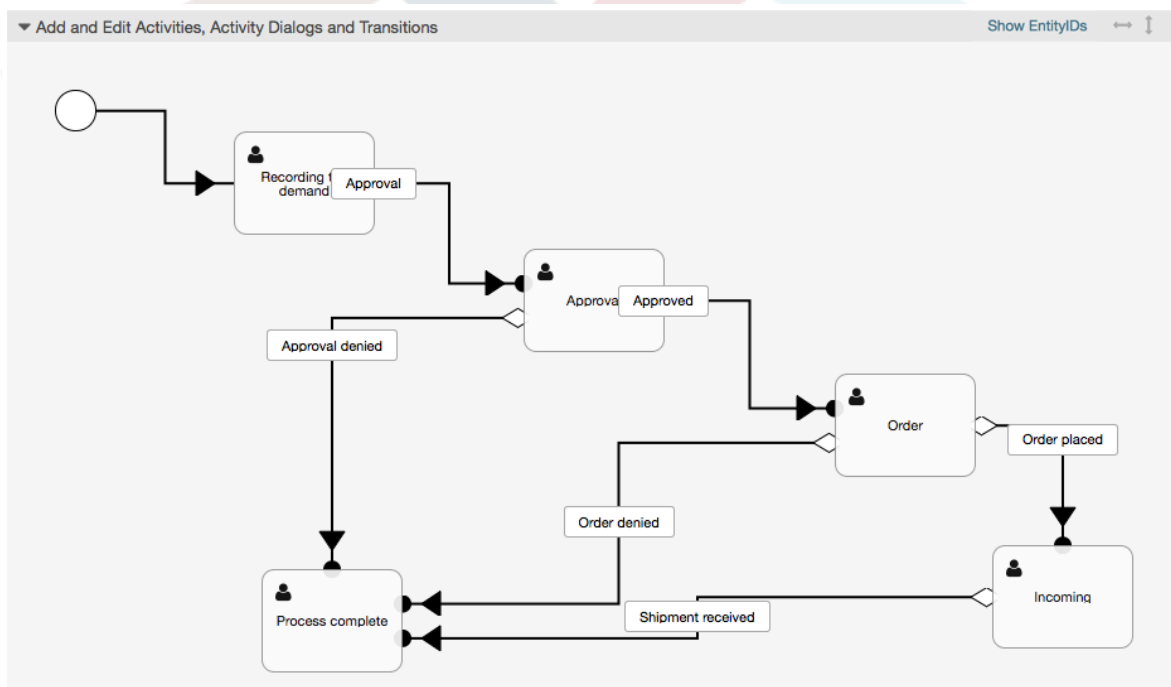 Add and Edit Activities, Activity Dialogs and Transitions
Show EntityIDs
Recording
demand
Approval
Approved
Approval denied
Order
Order placed
Order denied
Incoming
Process complete
Shipment received